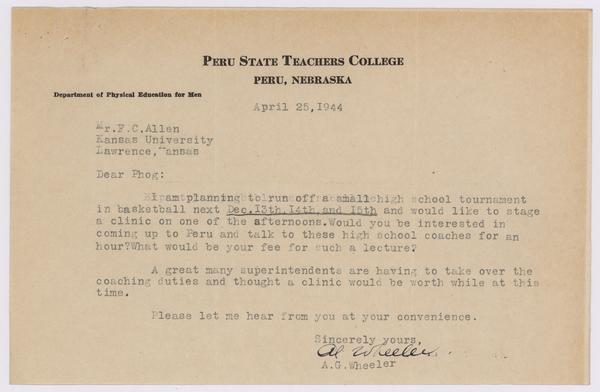 PERU STATE TEACHERS COLLEGE
PERU, NEBRASKA
Department of Physical Education for Men
April 25,1944
Mr.F.C.Allen
Kansas University
Lawrence,Kansas
Dear Phog:
I am planning to run off a small high school tournament
in basketball next Dec.13th,14th,and 15th and would like to stage
a clinic on one of the afternoons.Would you be interested in
coming up to Peru and talk to these high school coaches for an
hour?What would be your fee for such a lecture?
A great many superintendents are having to take over the
coaching duties and thought a clinic would be worth while at this
time.
Please let me hear from you at your convenience.
Sincerely yours,
Al Wheeler
A.G.Wheeler